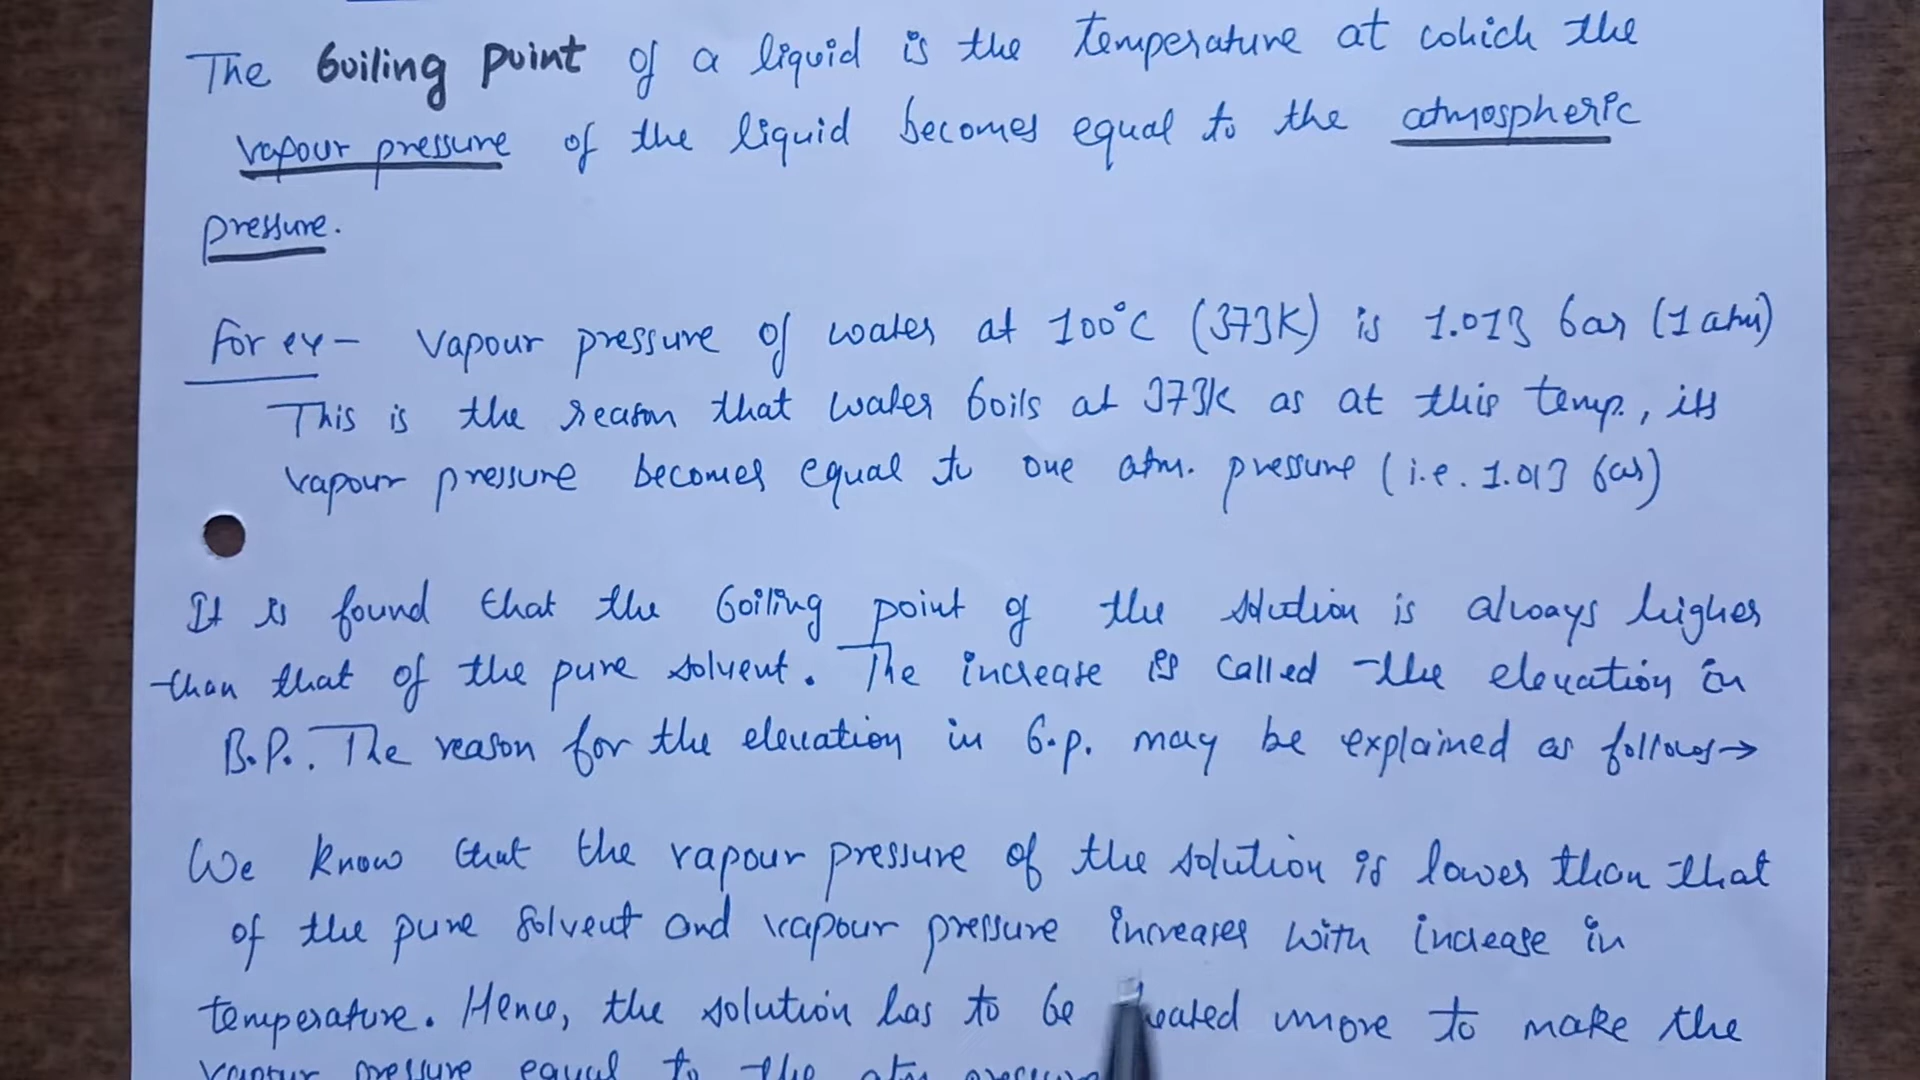 The boiling point of a liquid is the temperature at which the
vapour pressure of the liquid becomes equal to the atmospheric
pressure.
For ex- vapour pressure of water at 100°C (373K) is 1.013 bar (1 atm)
This is the reason that water boils at 373K as at this temp., its
vapour pressure becomes equal to one atm. pressure (i.e. 1.013 bar)
It is found that the boiling point of the solution is always higher
than that of the pure solvent. The increase is called the elevation in
B.P.. The reason for the elevation in b.p. may be explained as follows→
We know that the vapour pressure of the solution is lower than that
of the pure solvent and vapour pressure increases with increase in
temperature. Hence, the solution has to be heated more to make the
vapour pressure equal to the atm pressure